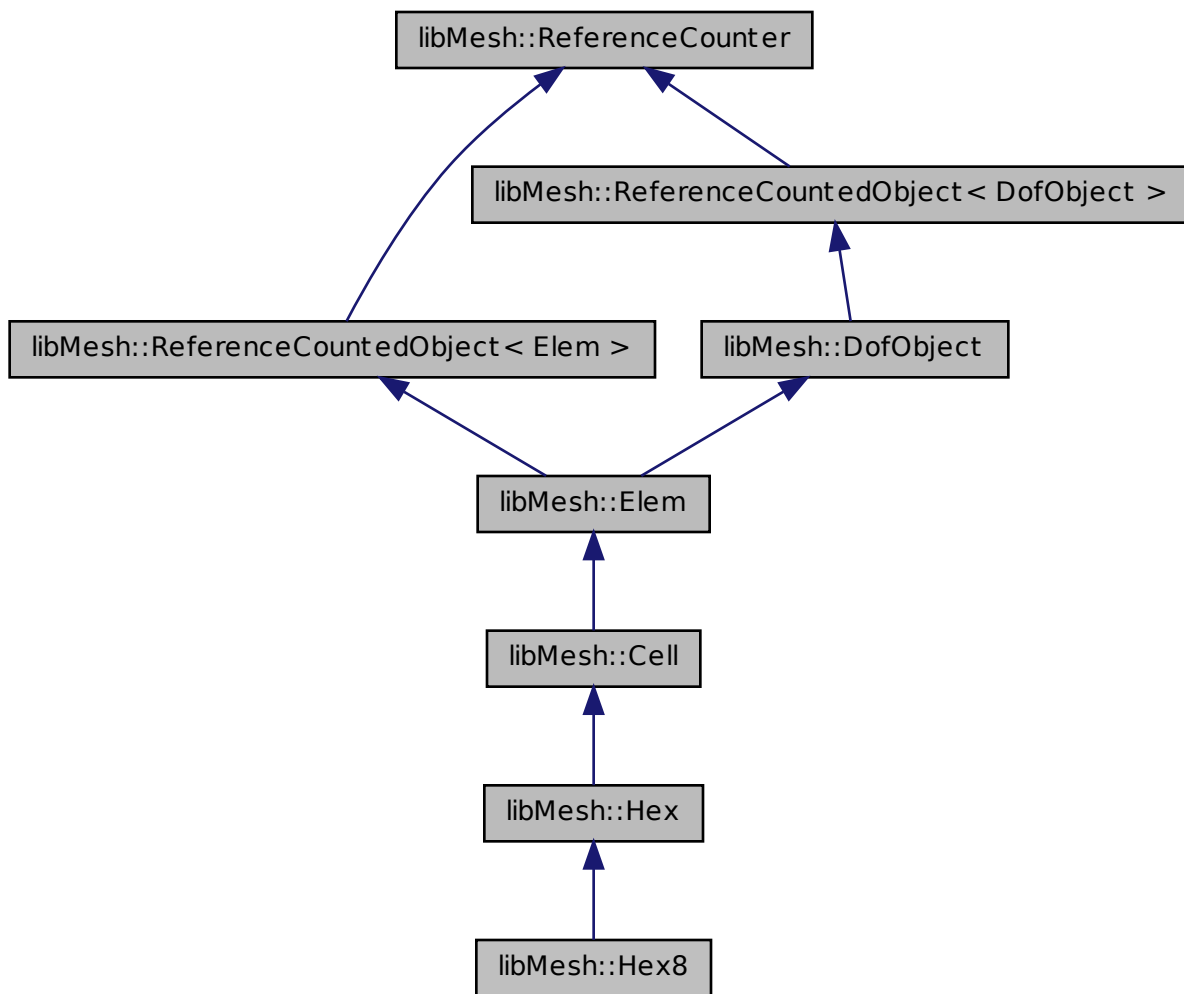 libMesh::ReferenceCounter
libMesh::ReferenceCountedObject< DofObject >
libMesh::ReferenceCountedObject< Elem >
libMesh::DofObject
libMesh::Elem
libMesh::Cell
libMesh::Hex
libMesh::Hex8